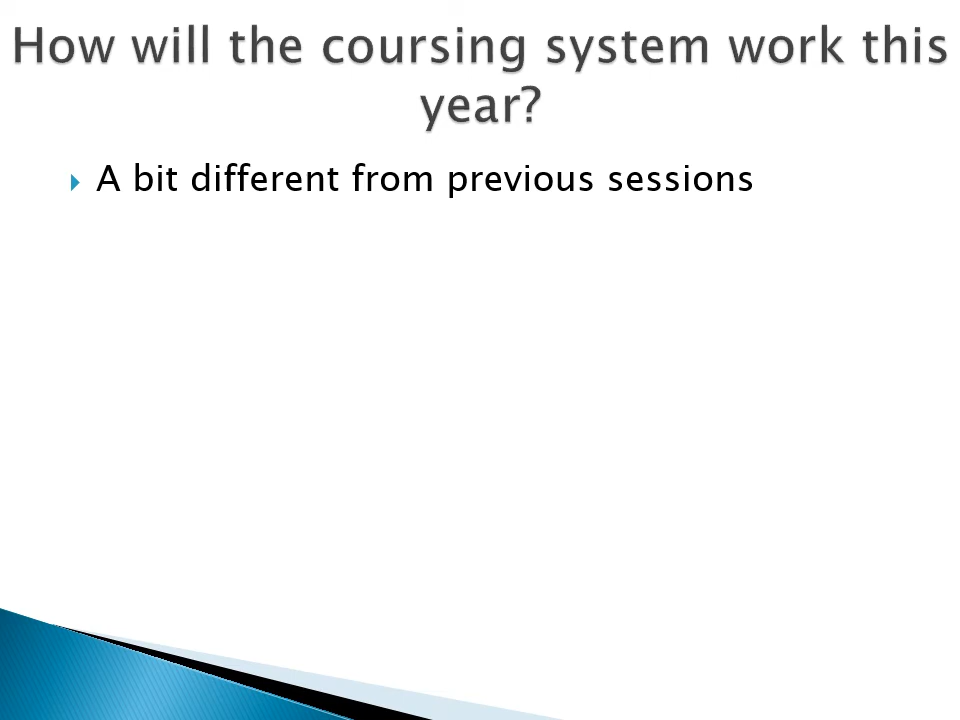 How will the coursing system work this
year?
A bit different from previous sessions